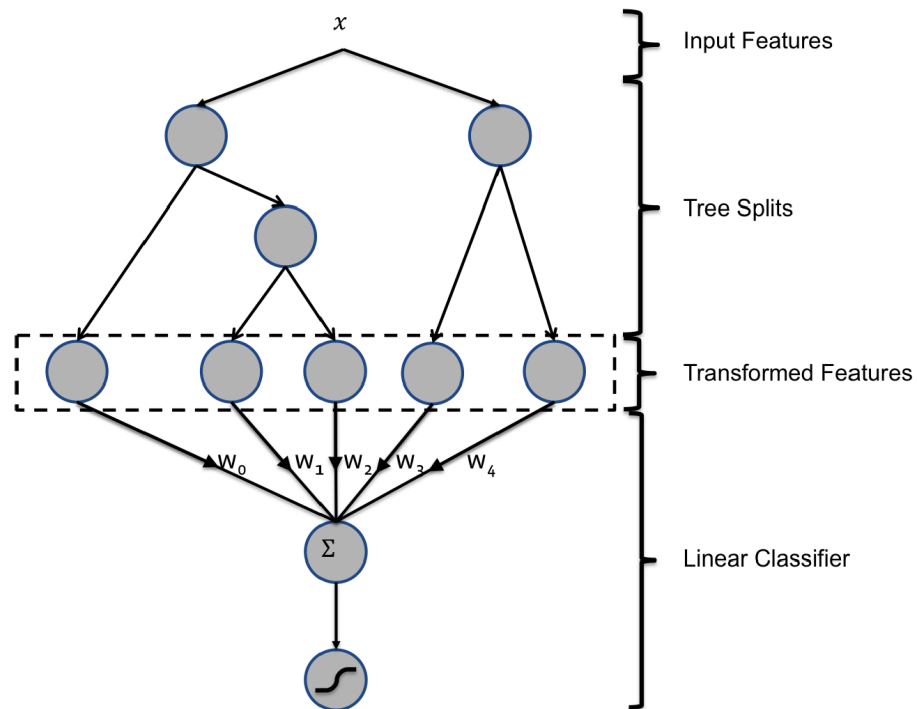 x
Input Features
Tree Splits
Transformed Features
w₀ w₁ w₂ w₃ w₄
Σ
Linear Classifier